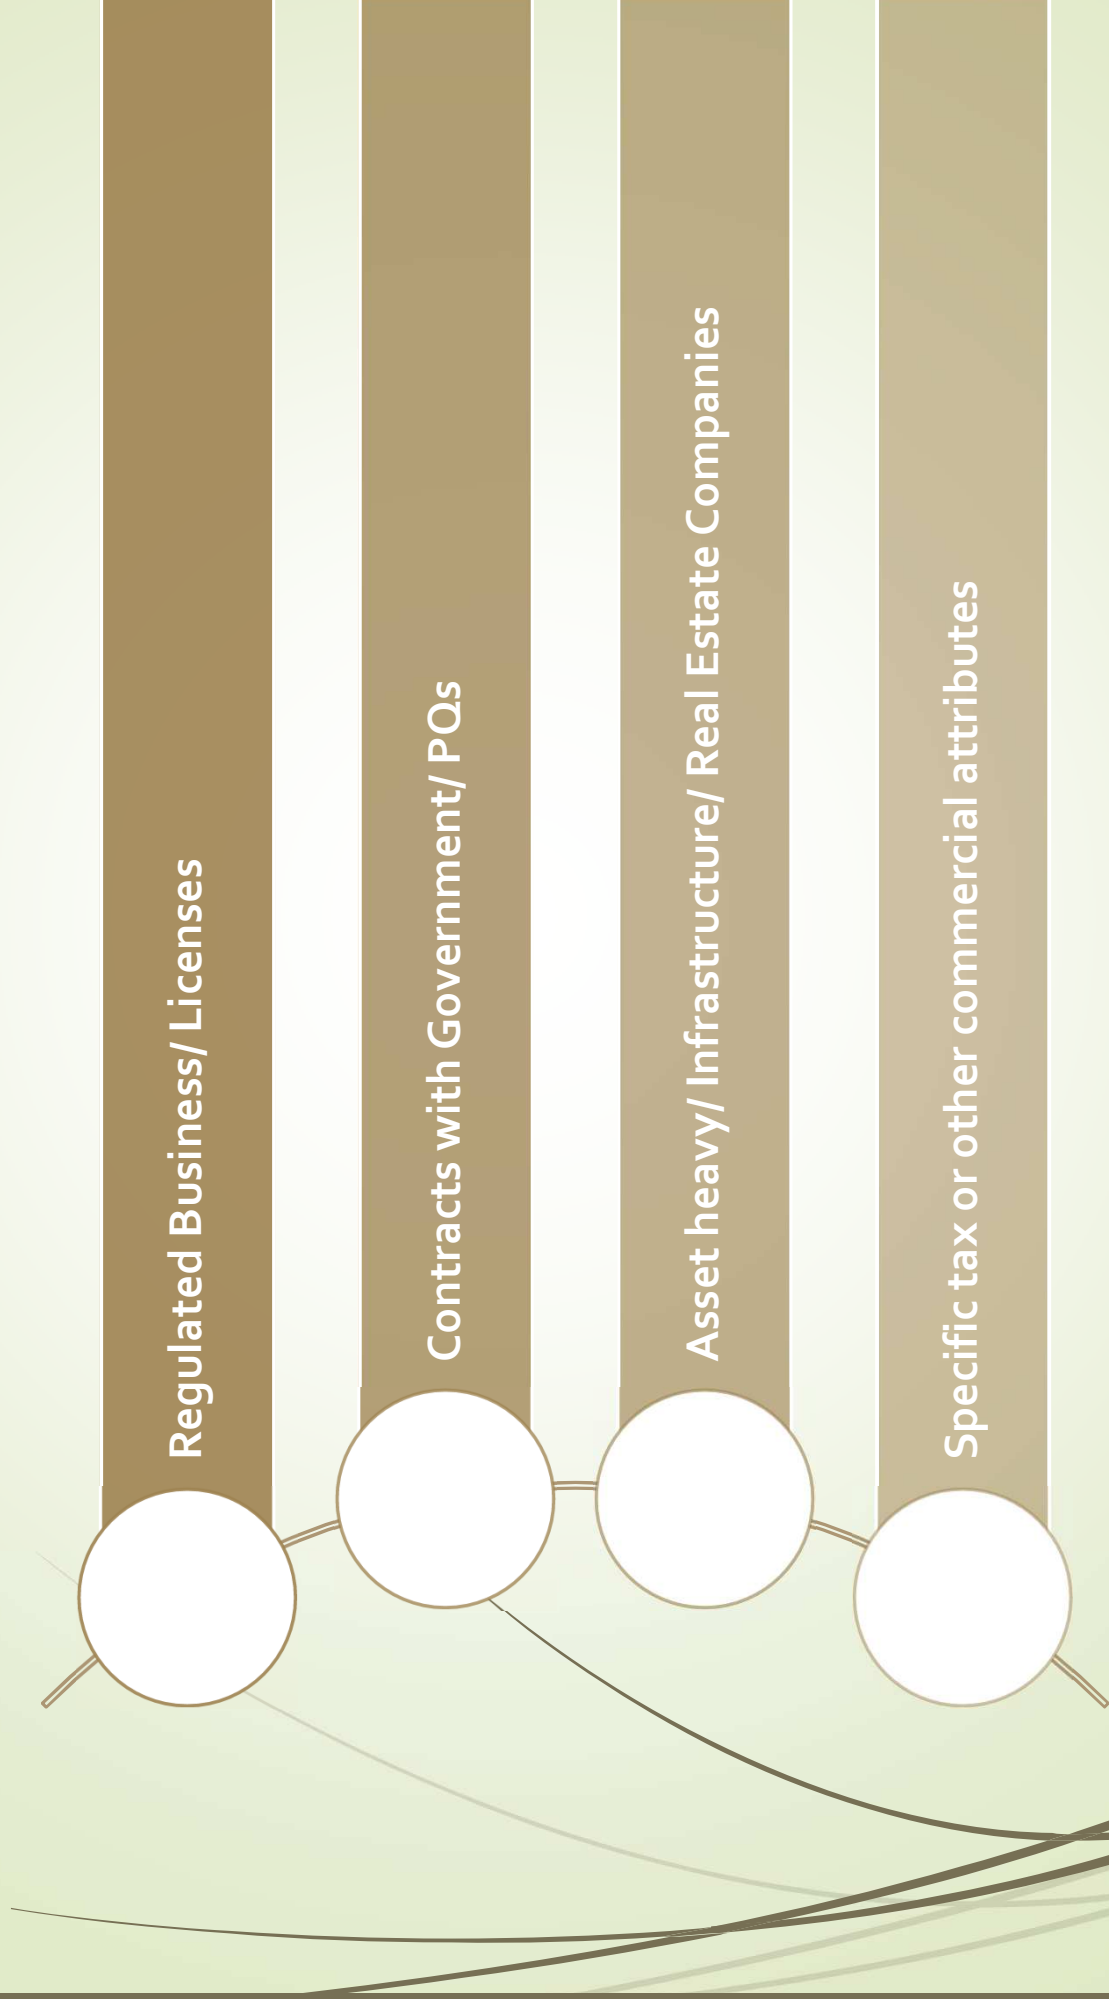 Regulated Business/ Licenses
Contracts with Government/ PQs
Asset heavy/ Infrastructure/ Real Estate Companies
Specific tax or other commercial attributes